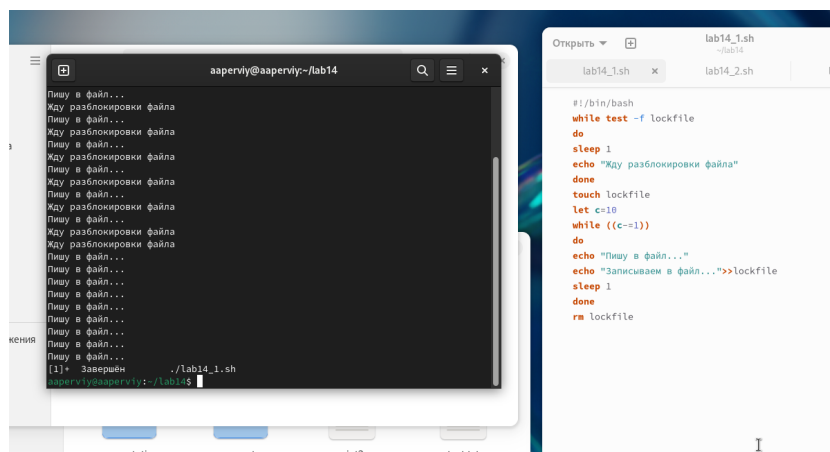 aaperviy@aaperviy:~/lab14
Пишу в файл...
Жду разблокировки файла
Пишу в файл...
Жду разблокировки файла
Пишу в файл...
Жду разблокировки файла
Пишу в файл...
Жду разблокировки файла
Пишу в файл...
Жду разблокировки файла
Пишу в файл...
Жду разблокировки файла
Жду разблокировки файла
Пишу в файл...
Пишу в файл...
Пишу в файл...
Пишу в файл...
Пишу в файл...
Пишу в файл...
Пишу в файл...
Пишу в файл...
Пишу в файл...
[1]+ Завершён ./lab14_1.sh
aaperviy@aaperviy:~/lab14$
Открыть
lab14_1.sh
~/lab14
lab14_1.sh
lab14_2.sh
#!/bin/bash
while test -f lockfile
do
sleep 1
echo "Жду разблокировки файла"
done
touch lockfile
let c=10
while ((c-=1))
do
echo "Пишу в файл..."
echo "Записываем в файл...">>lockfile
sleep 1
done
rm lockfile